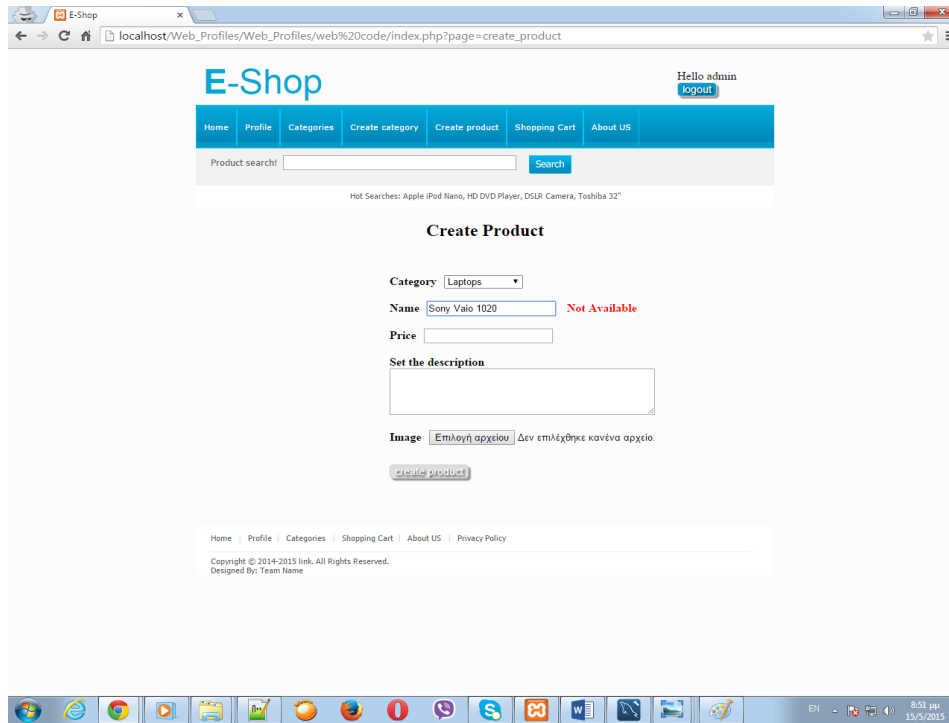 E-Shop
localhost/Web_Profiles/Web_Profiles/web%20code/index.php?page=create_product
E-Shop
Hello admin
logout
Home Profile Categories Create category Create product Shopping Cart About US
Product search! Search
Hot Searches: Apple iPod Nano, HD DVD Player, DSLR Camera, Toshiba 32"
Create Product
Category Laptops
Name Sony Vaio 1020 Not Available
Price
Set the description
Image Επιλογή αρχείου Δεν επιλέχθηκε κανένα αρχείο.
create product
Home | Profile | Categories | Shopping Cart | About US | Privacy Policy
Copyright © 2014-2015 link. All Rights Reserved.
Designed By: Team Name
EN 8:51 μμ
15/5/2015